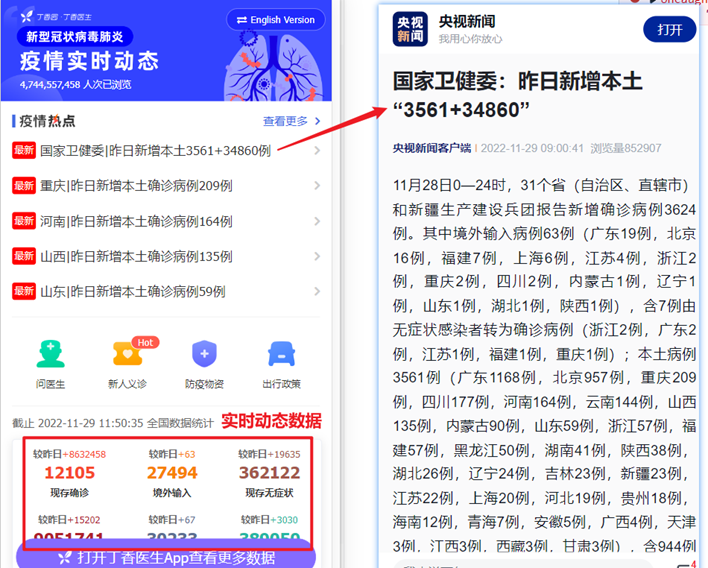 丁香园·丁香医生
English Version
新型冠状病毒肺炎
疫情实时动态
4,744,557,458 人次已浏览
疫情热点
查看更多
最新 国家卫健委|昨日新增本土3561+34860例
最新 重庆|昨日新增本土确诊病例209例
最新 河南|昨日新增本土确诊病例164例
最新 山西|昨日新增本土确诊病例135例
最新 山东|昨日新增本土确诊病例59例
Hot
问医生 新人义诊 防疫物资 出行政策
截止 2022-11-29 11:50:35 全国数据统计 实时动态数据
较昨日+8632458 较昨日+63 较昨日+19635
12105 27494 362122
现存确诊 境外输入 现存无症状
较昨日+15202 较昨日+67 较昨日+3030
9051741 30233 389059
打开丁香医生App查看更多数据
央视新闻
央视新闻
我用心你放心
打开
国家卫健委：昨日新增本土
“3561+34860”
央视新闻客户端 | 2022-11-29 09:00:41 浏览量852907
11月28日0—24时，31个省（自治区、直辖市）
和新疆生产建设兵团报告新增确诊病例3624
例。其中境外输入病例63例（广东19例，北京
16例，福建7例，上海6例，江苏4例，浙江2
例，重庆2例，四川2例，内蒙古1例，辽宁1
例，山东1例，湖北1例，陕西1例），含7例由
无症状感染者转为确诊病例（浙江2例，广东2
例，江苏1例，福建1例，重庆1例）；本土病例
3561例（广东1168例，北京957例，重庆209
例，四川177例，河南164例，云南144例，山西
135例，内蒙古90例，山东59例，浙江57例，福
建57例，黑龙江50例，湖南41例，陕西38例，
湖北26例，辽宁24例，吉林23例，新疆23例，
江苏22例，上海20例，河北19例，贵州18例，
海南12例，青海7例，安徽5例，广西4例，天津
3例，江西3例，西藏3例，甘肃3例），含944例
4